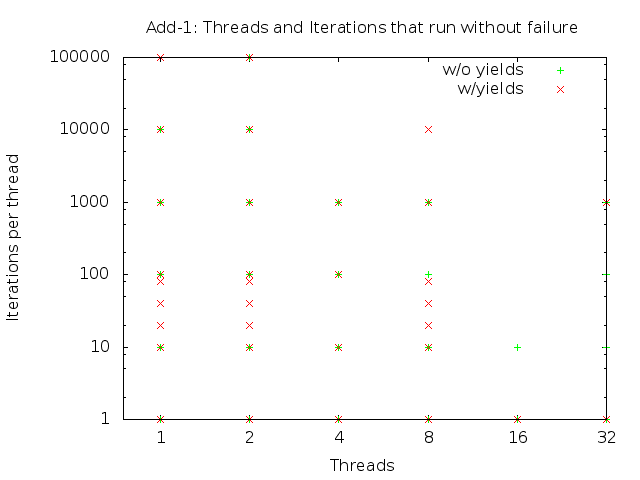 Add-1: Threads and Iterations that run without failure
w/o yields
w/yields
Iterations per thread
100000
10000
1000
100
10
1
1 2 4 8 16 32
Threads